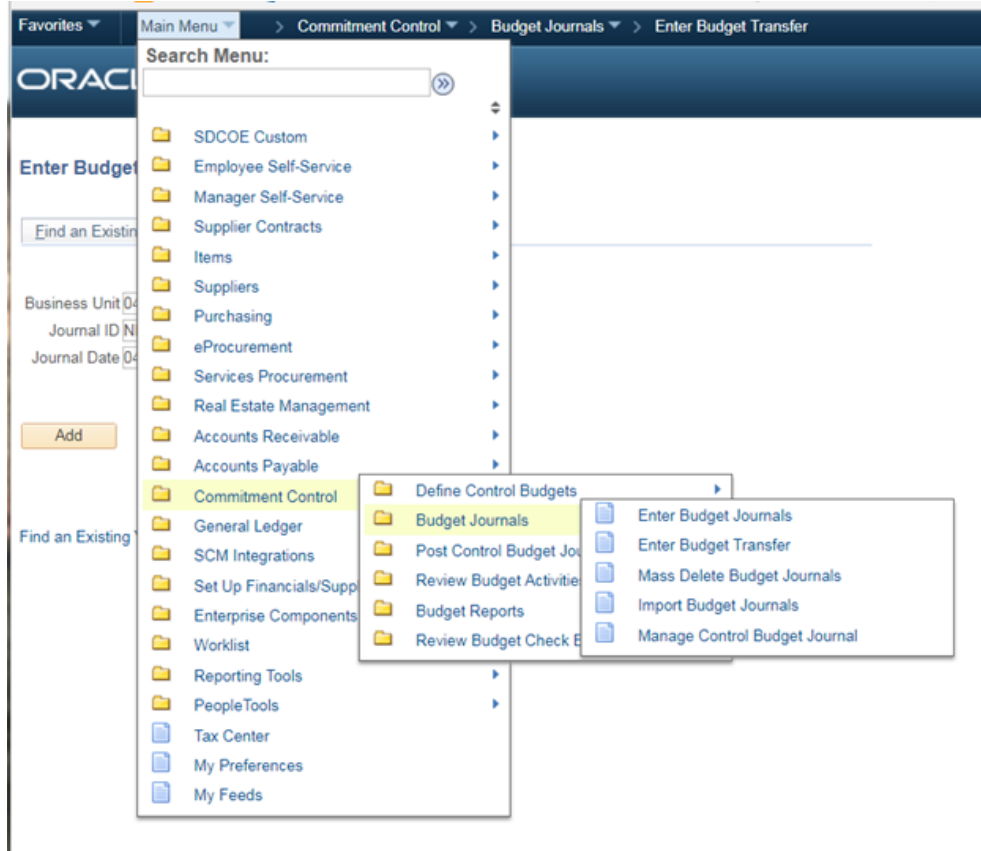 Favorites Main Menu > Commitment Control > Budget Journals > Enter Budget Transfer
Search Menu:
ORACL
SDCOE Custom
Enter Budget
Employee Self-Service
Manager Self-Service
Find an Existin
Supplier Contracts
Items
Suppliers
Business Unit 04
Purchasing
Journal ID N
eProcurement
Journal Date 04
Services Procurement
Real Estate Management
Add
Accounts Receivable
Accounts Payable
Commitment Control
Define Control Budgets
General Ledger
Budget Journals
Enter Budget Journals
Find an Existing
SCM Integrations
Post Control Budget Jou
Enter Budget Transfer
Set Up Financials/Suppl
Review Budget Activitie
Mass Delete Budget Journals
Enterprise Components
Budget Reports
Import Budget Journals
Worklist
Review Budget Check E
Manage Control Budget Journal
Reporting Tools
PeopleTools
Tax Center
My Preferences
My Feeds